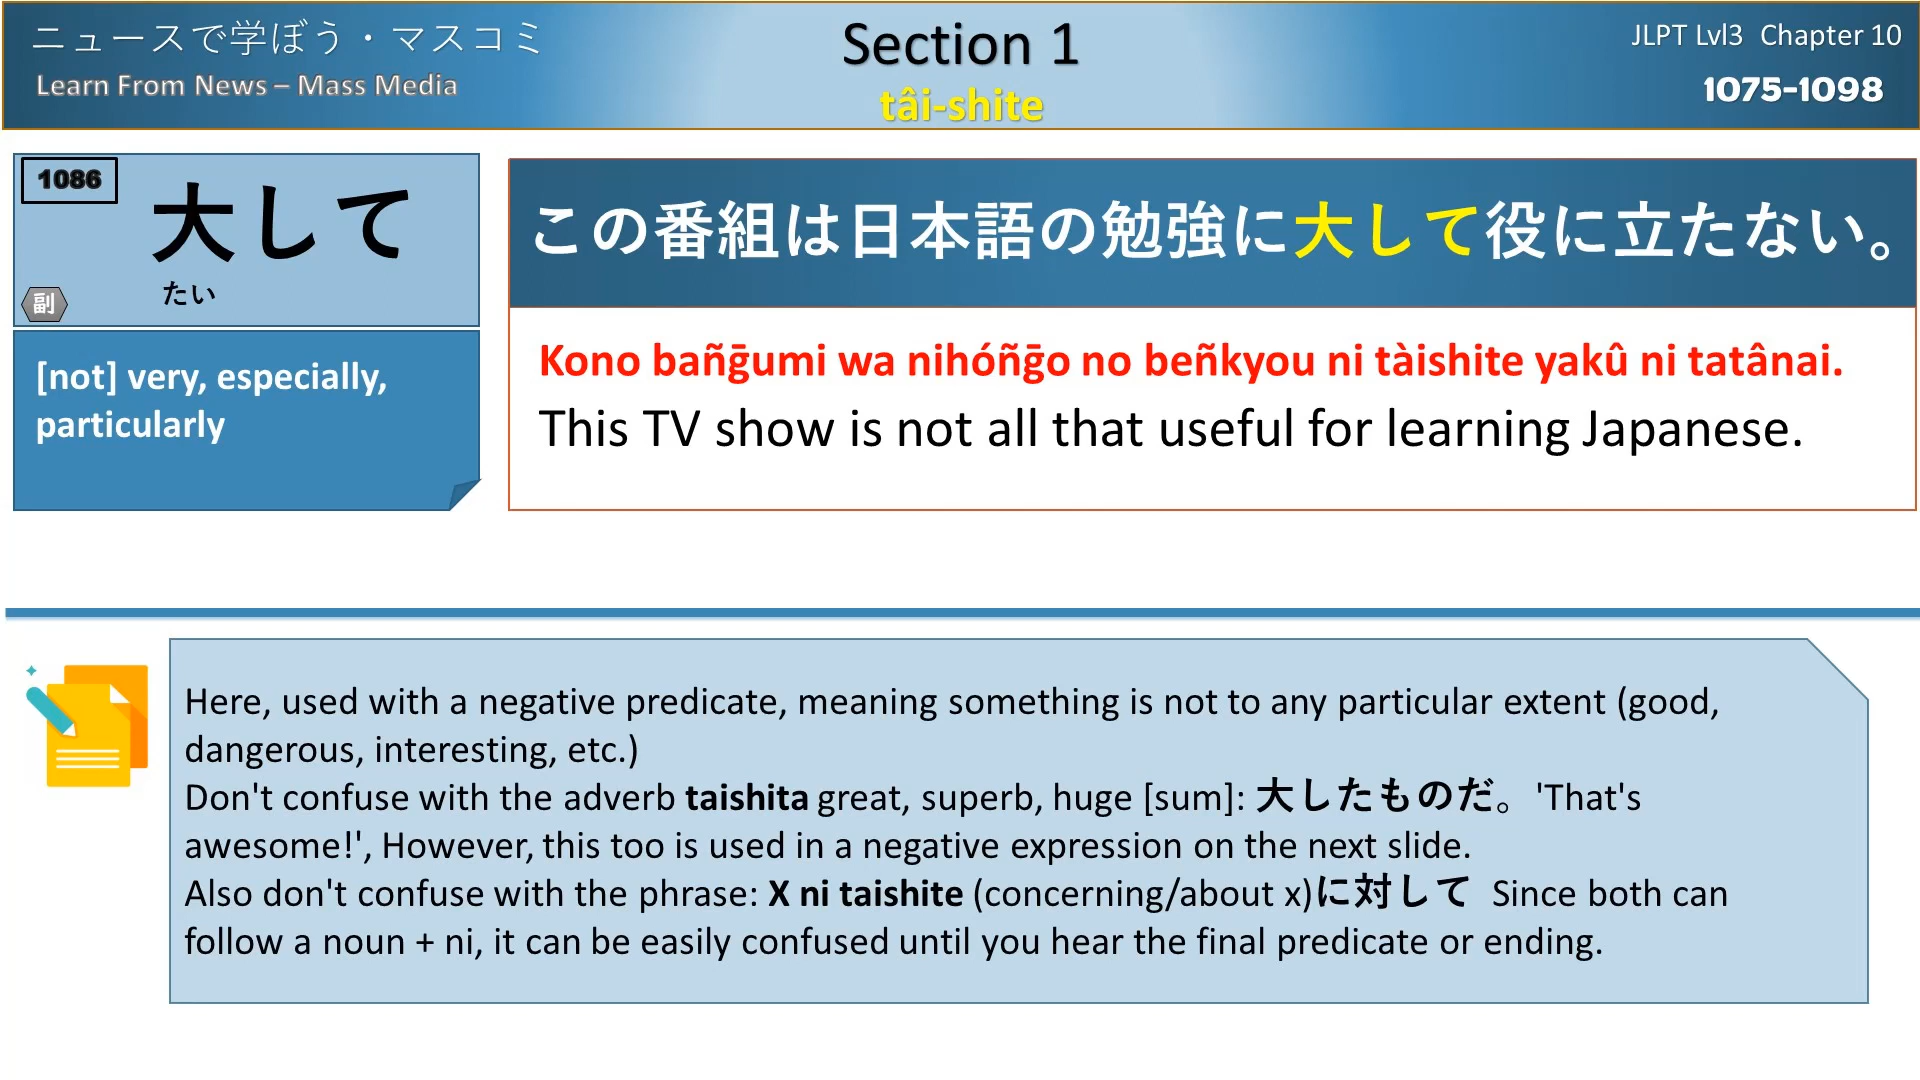 ニュースで学ぼう・マスコミ
Learn From News – Mass Media
Section 1
tâi-shite
JLPT Lvl3 Chapter 10
1075-1098
1086
大して
たい
副
[not] very, especially,
particularly
この番組は日本語の勉強に大して役に立たない。
Kono bañḡumi wa nihóñḡo no beñkyou ni tàishite yakû ni tatânai.
This TV show is not all that useful for learning Japanese.
Here, used with a negative predicate, meaning something is not to any particular extent (good,
dangerous, interesting, etc.)
Don't confuse with the adverb taishita great, superb, huge [sum]: 大したものだ。'That's
awesome!', However, this too is used in a negative expression on the next slide.
Also don't confuse with the phrase: X ni taishite (concerning/about x)に対して Since both can
follow a noun + ni, it can be easily confused until you hear the final predicate or ending.